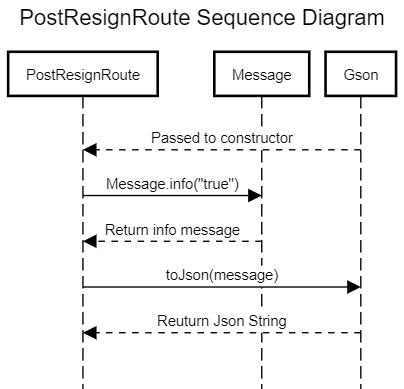 PostResignRoute Sequence Diagram
PostResignRoute
Message
Gson
Passed to constructor
Message.info("true")
Return info message
toJson(message)
Reuturn Json String